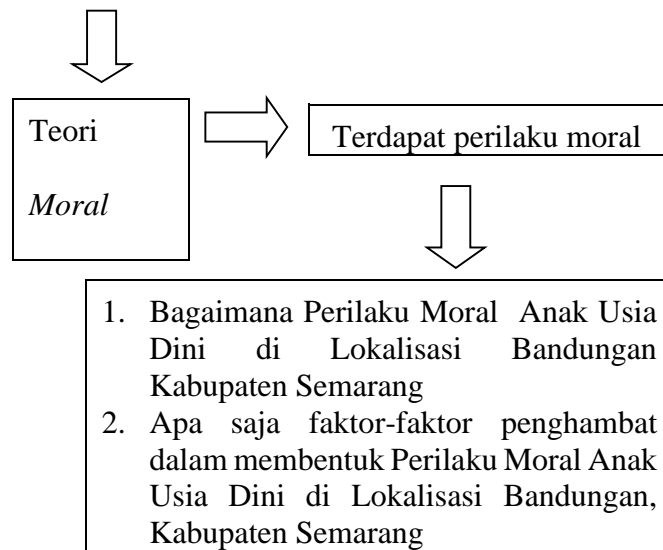 Teori
Terdapat perilaku moral
Moral
1. Bagaimana Perilaku Moral Anak Usia
Dini di Lokalisasi Bandungan
Kabupaten Semarang
2. Apa saja faktor-faktor penghambat
dalam membentuk Perilaku Moral Anak
Usia Dini di Lokalisasi Bandungan,
Kabupaten Semarang